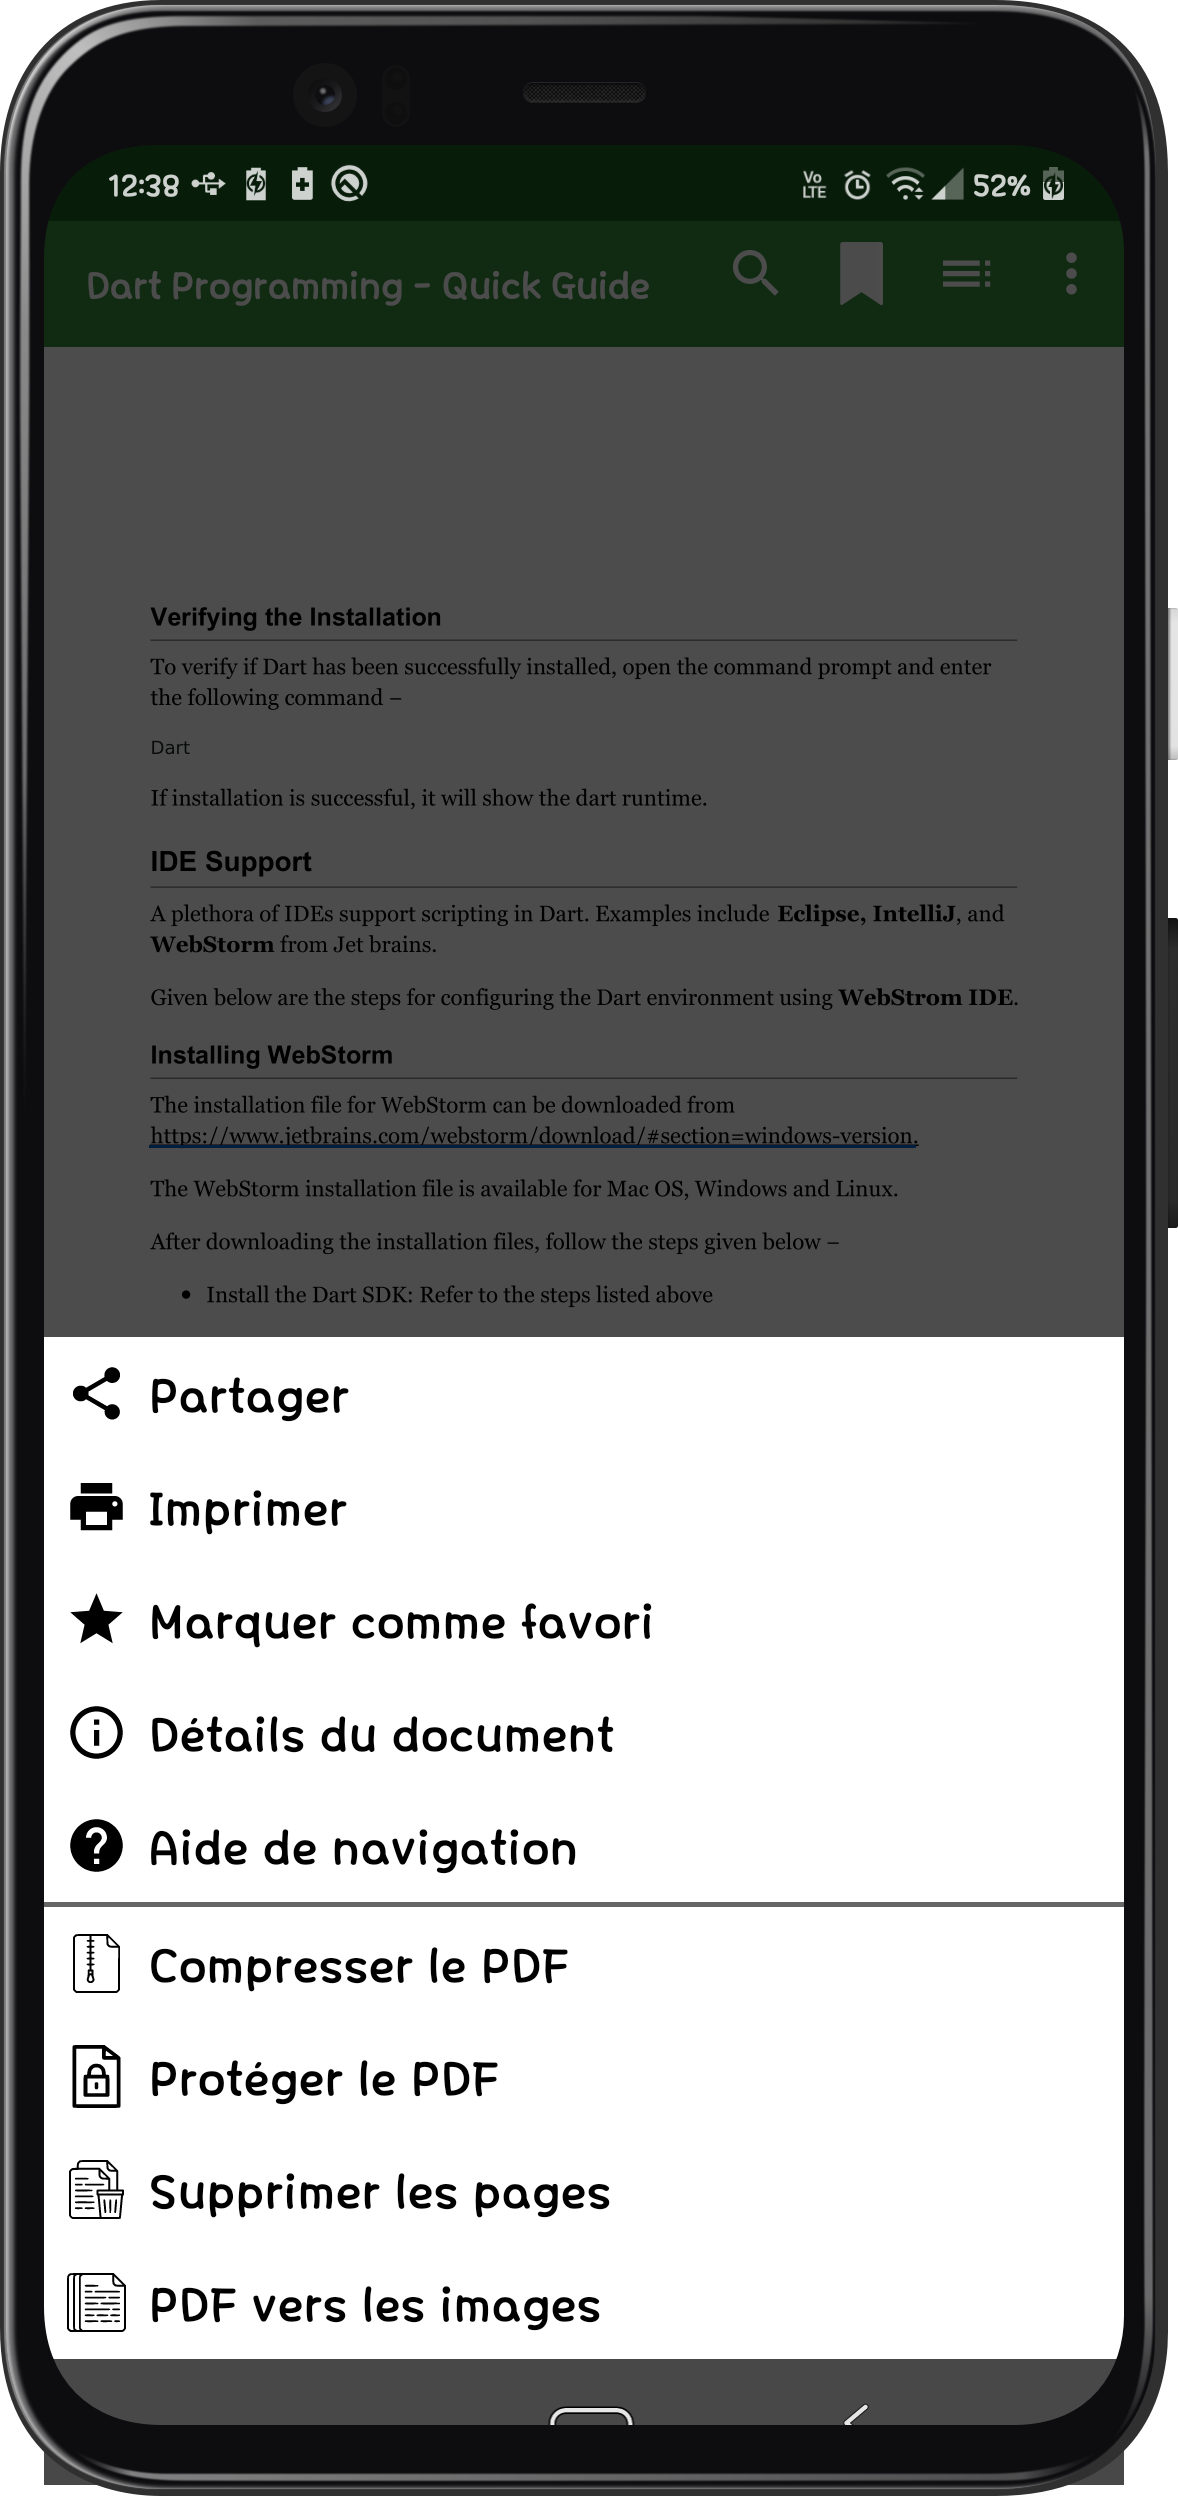 12:38
Vo
LTE
52%
Dart Programming - Quick Guide
Verifying the Installation
To verify if Dart has been successfully installed, open the command prompt and enter
the following command –
Dart
If installation is successful, it will show the dart runtime.
IDE Support
A plethora of IDEs support scripting in Dart. Examples include Eclipse, IntelliJ, and
WebStorm from Jet brains.
Given below are the steps for configuring the Dart environment using WebStrom IDE.
Installing WebStorm
The installation file for WebStorm can be downloaded from
https://www.jetbrains.com/webstorm/download/#section=windows-version.
The WebStorm installation file is available for Mac OS, Windows and Linux.
After downloading the installation files, follow the steps given below –
• Install the Dart SDK: Refer to the steps listed above
Partager
Imprimer
Marquer comme favori
Détails du document
Aide de navigation
Compresser le PDF
Protéger le PDF
Supprimer les pages
PDF vers les images